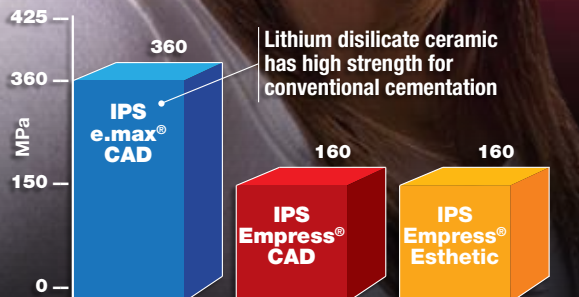 425
360
Lithium disilicate ceramic
has high strength for
conventional cementation
360
IPS
e.max®
CAD
MPa
160
160
150
IPS
Empress®
CAD
IPS
Empress®
Esthetic
0